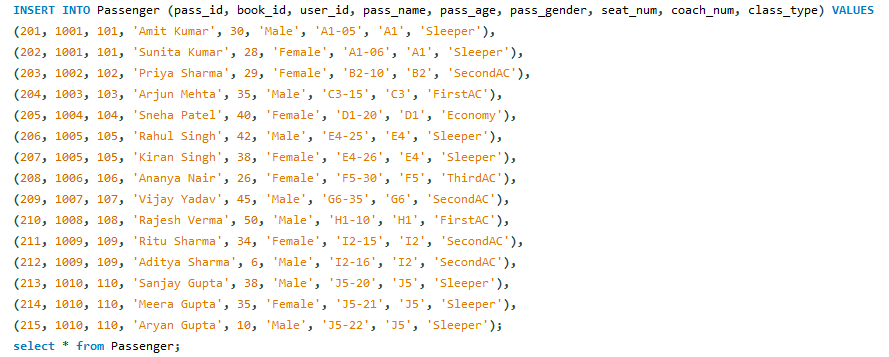 INSERT INTO Passenger (pass_id, book_id, user_id, pass_name, pass_age, pass_gender, seat_num, coach_num, class_type) VALUES
(201, 1001, 101, 'Amit Kumar', 30, 'Male', 'A1-05', 'A1', 'Sleeper'),
(202, 1001, 101, 'Sunita Kumar', 28, 'Female', 'A1-06', 'A1', 'Sleeper'),
(203, 1002, 102, 'Priya Sharma', 29, 'Female', 'B2-10', 'B2', 'SecondAC'),
(204, 1003, 103, 'Arjun Mehta', 35, 'Male', 'C3-15', 'C3', 'FirstAC'),
(205, 1004, 104, 'Sneha Patel', 40, 'Female', 'D1-20', 'D1', 'Economy'),
(206, 1005, 105, 'Rahul Singh', 42, 'Male', 'E4-25', 'E4', 'Sleeper'),
(207, 1005, 105, 'Kiran Singh', 38, 'Female', 'E4-26', 'E4', 'Sleeper'),
(208, 1006, 106, 'Ananya Nair', 26, 'Female', 'F5-30', 'F5', 'ThirdAC'),
(209, 1007, 107, 'Vijay Yadav', 45, 'Male', 'G6-35', 'G6', 'SecondAC'),
(210, 1008, 108, 'Rajesh Verma', 50, 'Male', 'H1-10', 'H1', 'FirstAC'),
(211, 1009, 109, 'Ritu Sharma', 34, 'Female', 'I2-15', 'I2', 'SecondAC'),
(212, 1009, 109, 'Aditya Sharma', 6, 'Male', 'I2-16', 'I2', 'SecondAC'),
(213, 1010, 110, 'Sanjay Gupta', 38, 'Male', 'J5-20', 'J5', 'Sleeper'),
(214, 1010, 110, 'Meera Gupta', 35, 'Female', 'J5-21', 'J5', 'Sleeper'),
(215, 1010, 110, 'Aryan Gupta', 10, 'Male', 'J5-22', 'J5', 'Sleeper');
select * from Passenger;